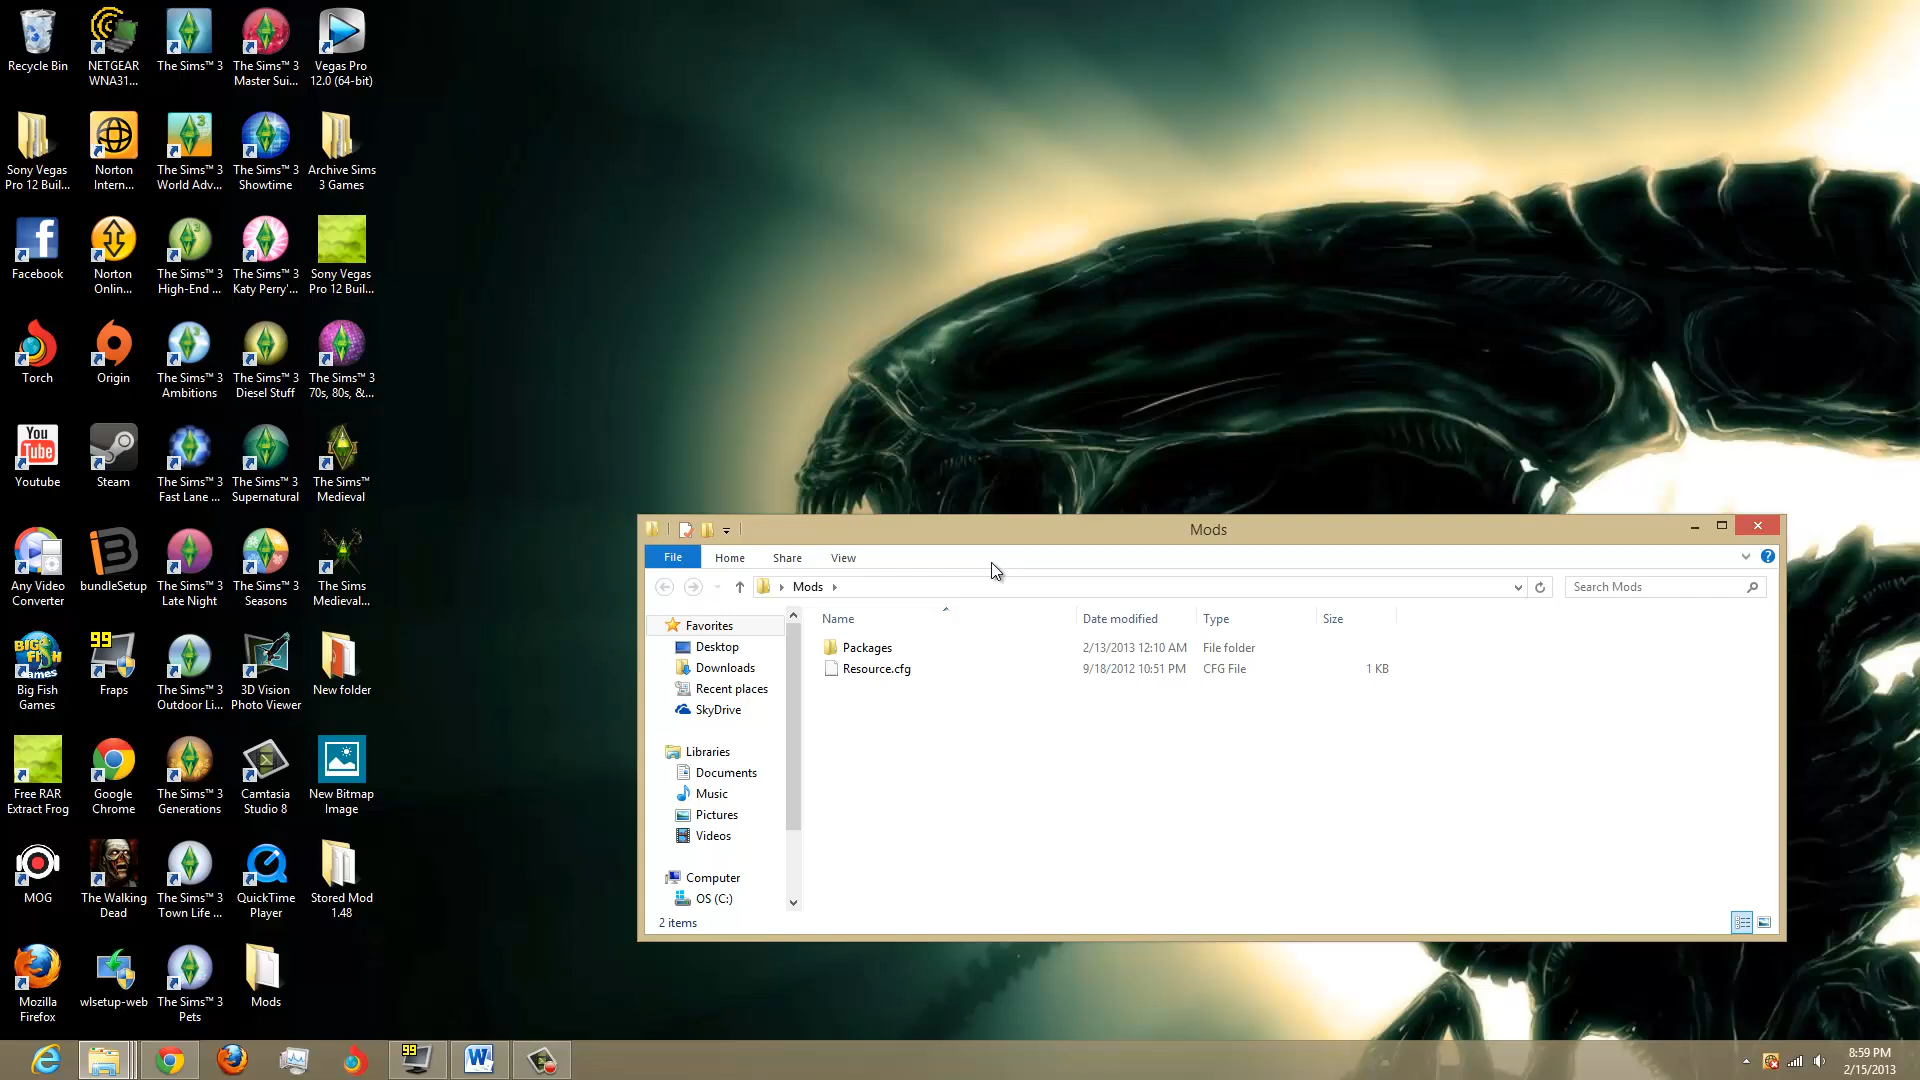 Recycle Bin
NETGEAR
WNA31...
The Sims™ 3
The Sims™ 3
Master Sui...
Vegas Pro
12.0 (64-bit)
Sony Vegas
Pro 12 Buil...
Norton
Intern...
The Sims™ 3
World Adv...
The Sims™ 3
Showtime
Archive Sims
3 Games
Facebook
Norton
Onlin...
The Sims™ 3
High-End ...
The Sims™ 3
Katy Perry'...
Sony Vegas
Pro 12 Buil...
Torch
Origin
The Sims™ 3
Ambitions
The Sims™ 3
Diesel Stuff
The Sims™ 3
70s, 80s, &...
You
Tube
Youtube
Steam
The Sims™ 3
Fast Lane ...
The Sims™ 3
Supernatural
The Sims™
Medieval
Any Video
Converter
bundleSetup
The Sims™ 3
Late Night
The Sims™ 3
Seasons
The Sims
Medieval...
BIG FISH
GAMES
Big Fish
Games
99
Fraps
The Sims™ 3
Outdoor Li...
3D Vision
Photo Viewer
New folder
Free RAR
Extract Frog
Google
Chrome
The Sims™ 3
Generations
Camtasia
Studio 8
New Bitmap
Image
MOG
The Walking
Dead
The Sims™ 3
Town Life ...
QuickTime
Player
Stored Mod
1.48
Mozilla
Firefox
wlsetup-web
The Sims™ 3
Pets
Mods
Mods
File Home Share View
Mods
Search Mods
Name Date modified Type Size
Packages 2/13/2013 12:10 AM File folder
Resource.cfg 9/18/2012 10:51 PM CFG File 1 KB
Favorites
Desktop
Downloads
Recent places
SkyDrive
Libraries
Documents
Music
Pictures
Videos
Computer
OS (C:)
2 items
99
8:59 PM
2/15/2013